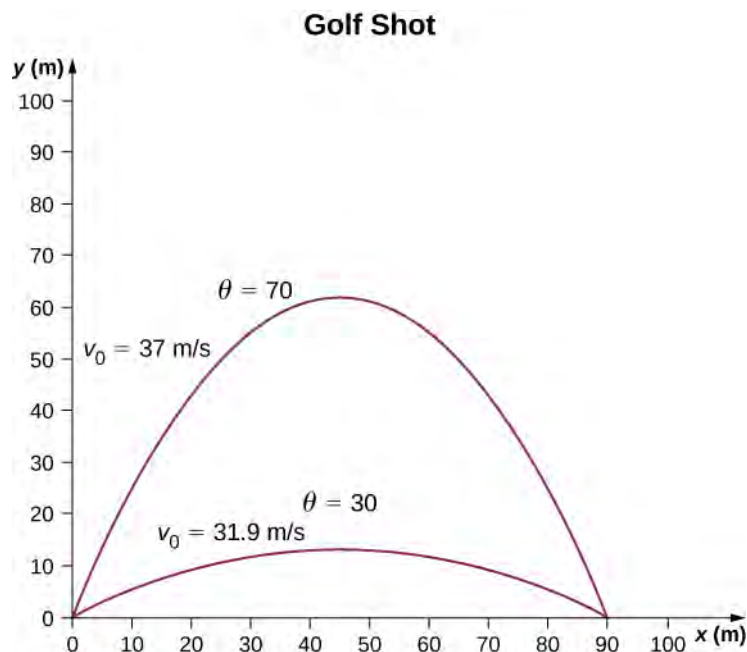 Golf Shot
y (m)
100
90
80
70
θ = 70
60
v₀ = 37 m/s
50
40
30
θ = 30
20
v₀ = 31.9 m/s
10
0
0 10 20 30 40 50 60 70 80 90 100 x (m)